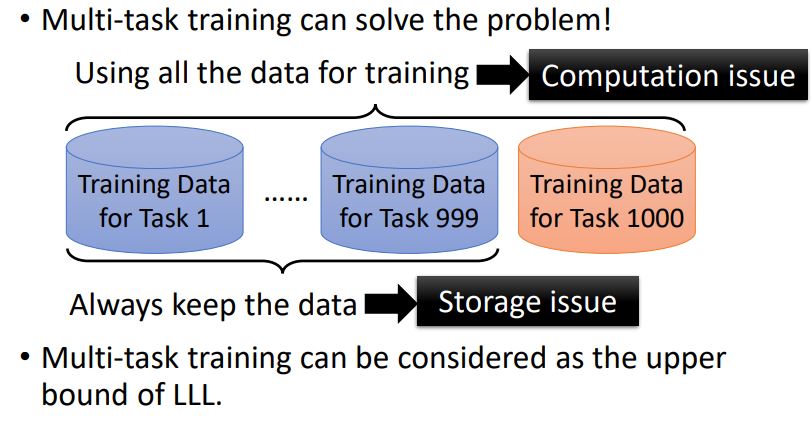 • Multi-task training can solve the problem!
Using all the data for training
Computation issue
Training Data
for Task 1
……
Training Data
for Task 999
Training Data
for Task 1000
Always keep the data
Storage issue
• Multi-task training can be considered as the upper
bound of LLL.